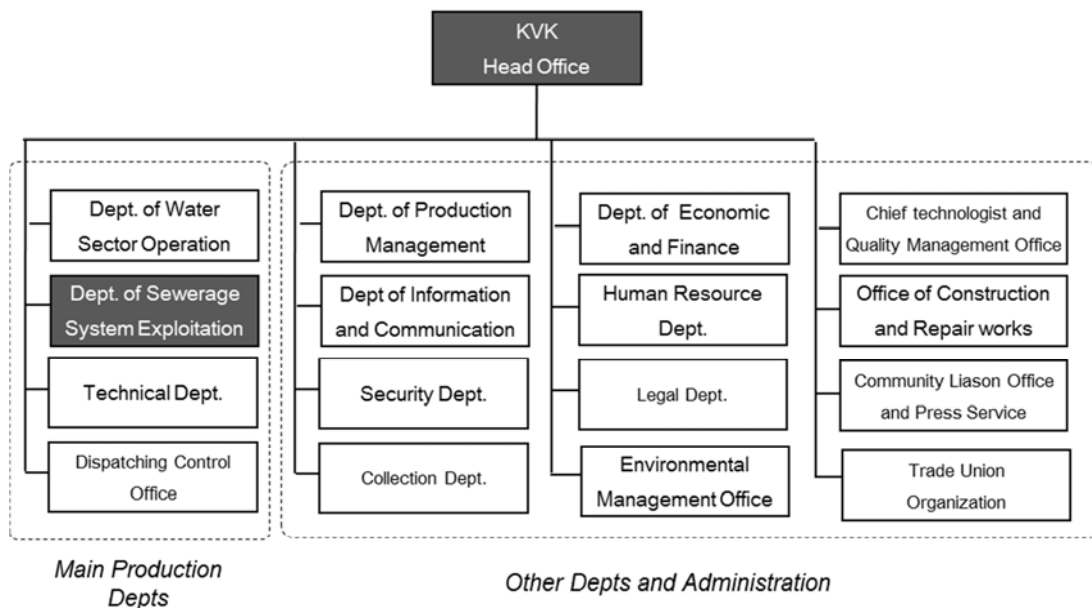 KVK
Head Office
Dept. of Water
Sector Operation
Dept. of Sewerage
System Exploitation
Technical Dept.
Dispatching Control
Office
Dept. of Production
Management
Dept of Information
and Communication
Security Dept.
Collection Dept.
Dept. of Economic
and Finance
Human Resource
Dept.
Legal Dept.
Environmental
Management Office
Chief technologist and
Quality Management Office
Office of Construction
and Repair works
Community Liason Office
and Press Service
Trade Union
Organization
Main Production
Depts
Other Depts and Administration